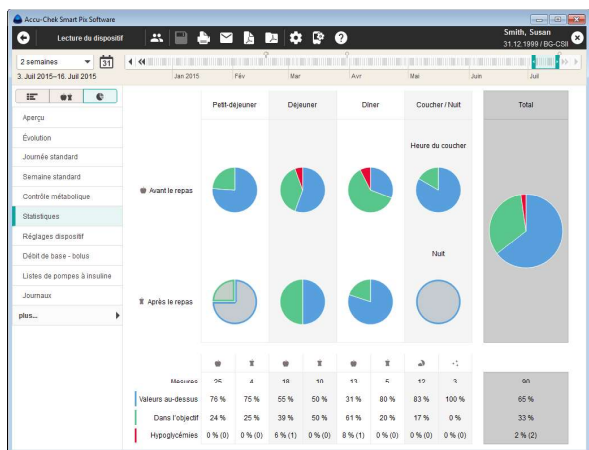 Accu-Chek Smart Pix Software
Lecture du dispositif
Smith, Susan
31.12.1999 / BG-CSII
2 semaines
31
3. Juil 2015–16. Juil 2015
Jan 2015 Fév Mar Avr Mai Juin Juil
Petit-déjeuner Déjeuner Dîner Coucher / Nuit Total
Aperçu
Évolution
Journée standard
Semaine standard
Contrôle métabolique
Statistiques
Réglages dispositif
Débit de base - bolus
Listes de pompes à insuline
Journaux
plus...
Heure du coucher
Avant le repas
Nuit
Après le repas
Mesures 25 4 18 10 13 5 12 3 90
Valeurs au-dessus 76 % 75 % 55 % 50 % 31 % 80 % 83 % 100 % 65 %
Dans l'objectif 24 % 25 % 39 % 50 % 61 % 20 % 17 % 0 % 33 %
Hypoglycémies 0 % (0) 0 % (0) 6 % (1) 0 % (0) 8 % (1) 0 % (0) 0 % (0) 0 % (0) 2 % (2)